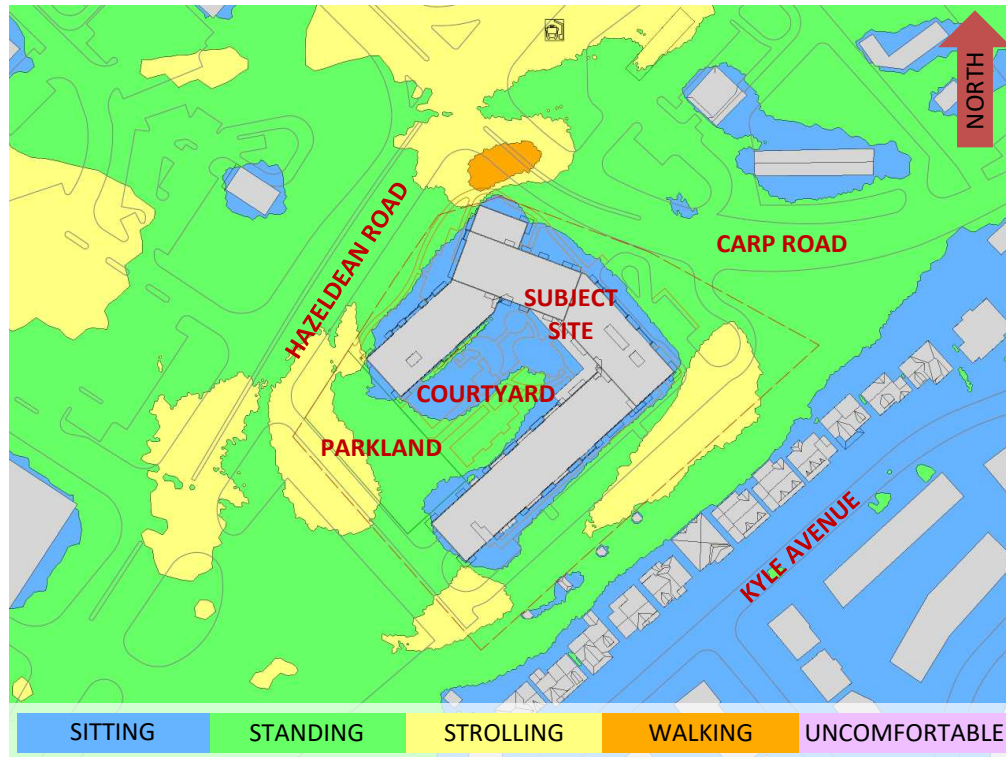 NORTH
HAZELDEAN ROAD
CARP ROAD
SUBJECT
SITE
COURTYARD
PARKLAND
KYLE AVENUE
SITTING
STANDING
STROLLING
WALKING
UNCOMFORTABLE